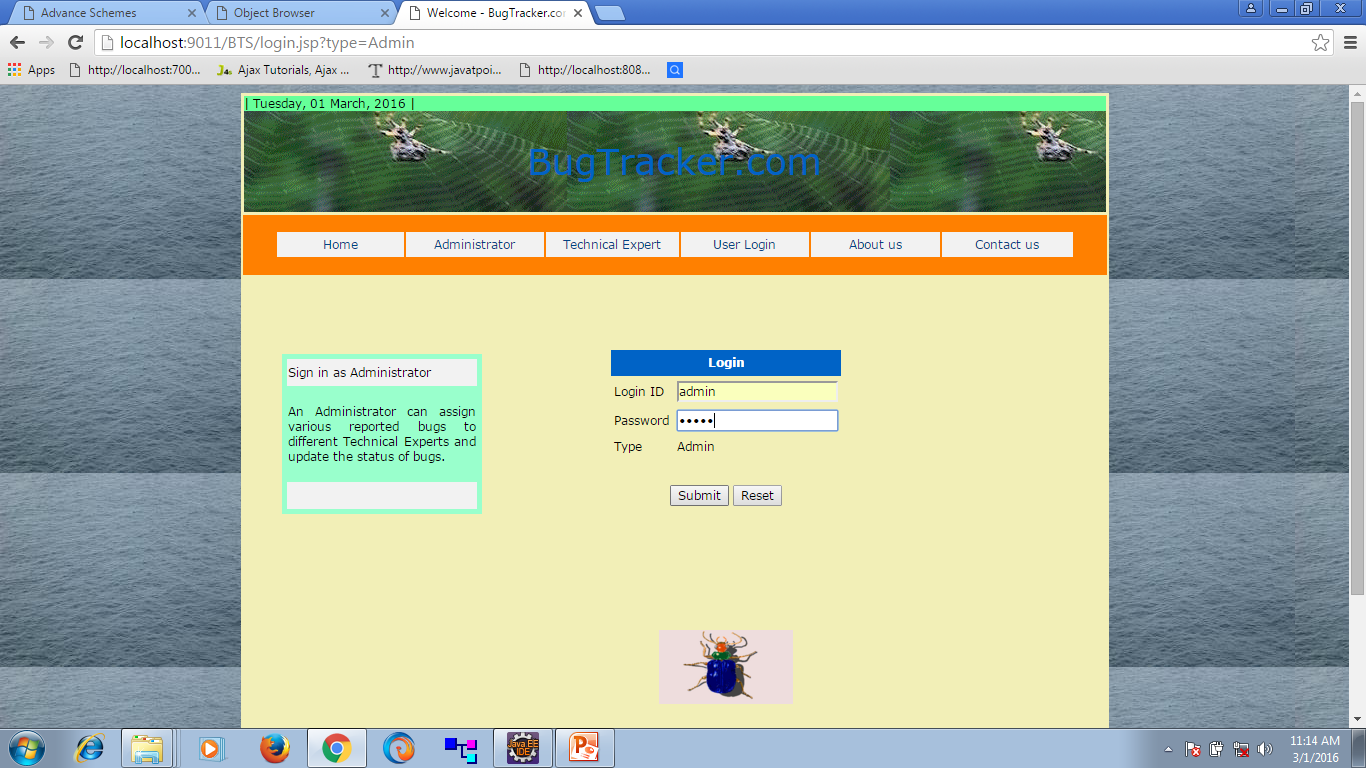 Advance Schemes
Object Browser
Welcome - BugTracker.co
localhost:9011/BTS/login.jsp?type=Admin
Apps
http://localhost:700...
Ajax Tutorials, Ajax ...
http://www.javatpoi...
http://localhost:808...
| Tuesday, 01 March, 2016 |
BugTracker.com
Home
Administrator
Technical Expert
User Login
About us
Contact us
Sign in as Administrator
An Administrator can assign
various reported bugs to
different Technical Experts and
update the status of bugs.
Login
Login ID admin
Password •••••
Type Admin
Submit Reset
Java EE
IDE
11:14 AM
3/1/2016